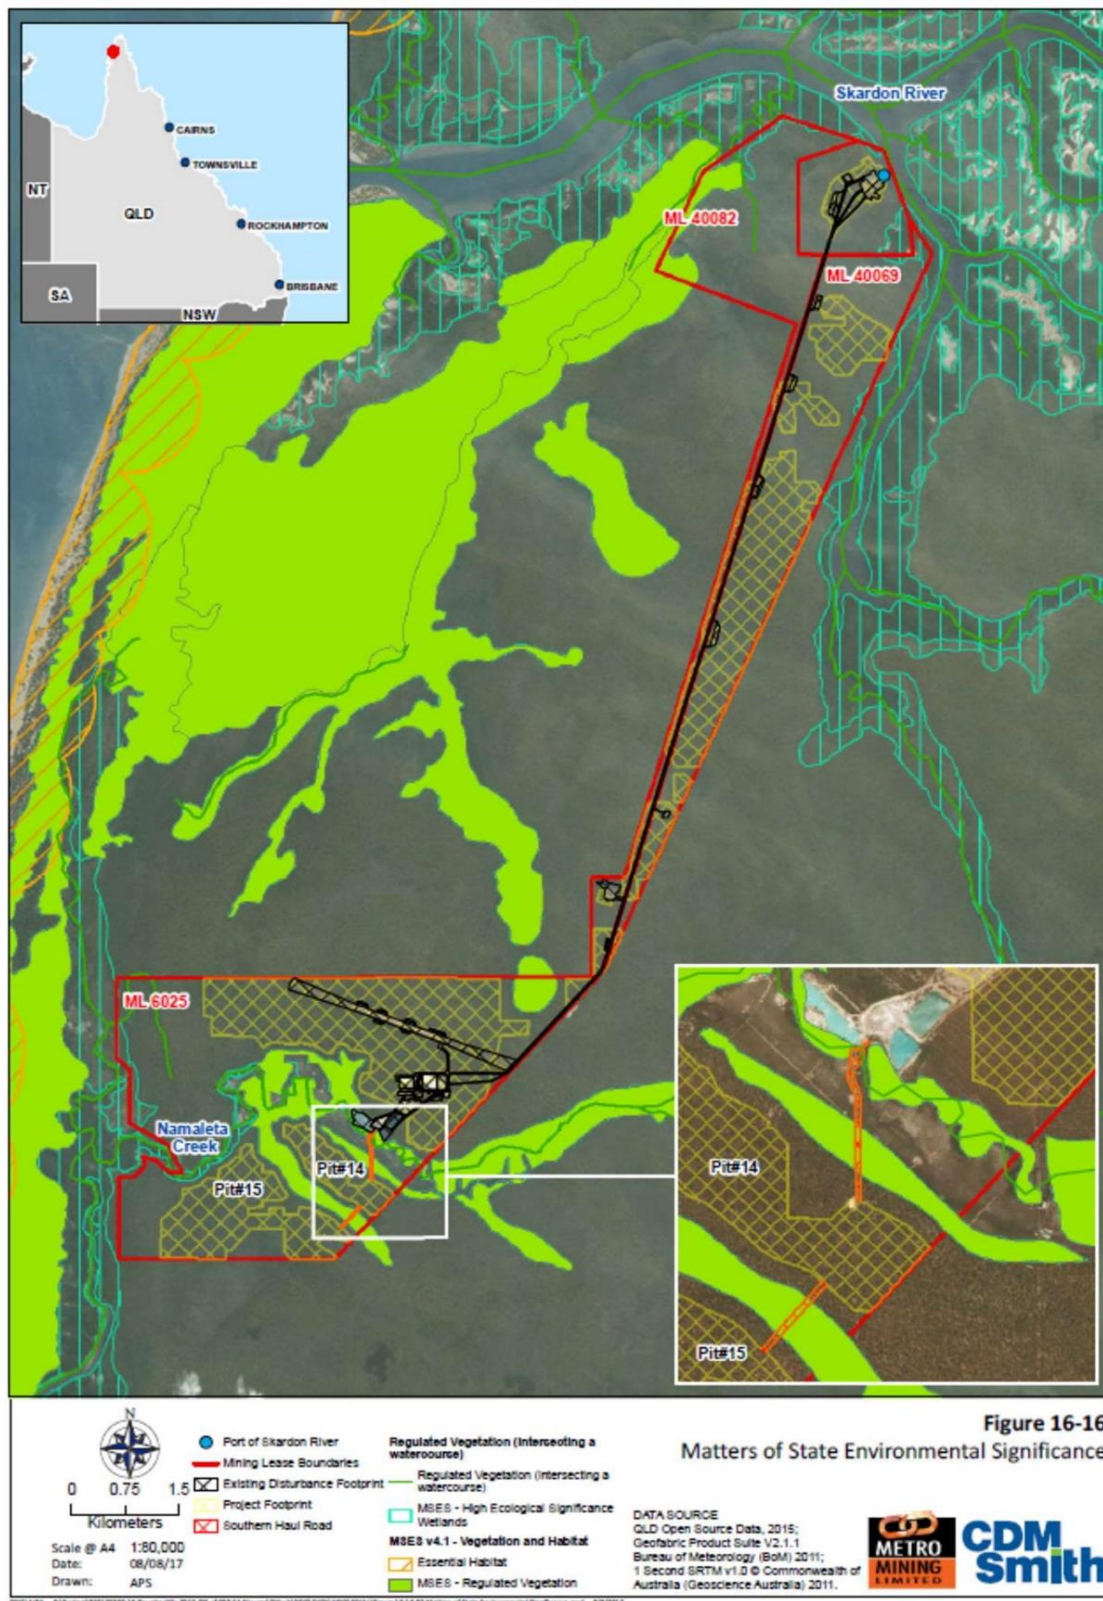 CAIRNS
TOWNSVILLE
NT
QLD
ROCKHAMPTON
SA
BRISBANE
NSW
Skardon River
ML 40082
ML 40069
ML 6025
Namaleta
Creek
Pit#14
Pit#15
Pit#14
Pit#15
N
0 0.75 1.5
Kilometers
Scale @ A4 1:80,000
Date: 08/08/17
Drawn: APS
Port of Skardon River
Mining Lease Boundaries
Existing Disturbance Footprint
Project Footprint
Southern Haul Road
Regulated Vegetation (Intersecting a
watercourse)
Regulated Vegetation (Intersecting a
watercourse)
MSES - High Ecological Significance
Wetlands
MSES v4.1 - Vegetation and Habitat
Essential Habitat
MSES - Regulated Vegetation
Figure 16-16
Matters of State Environmental Significance
DATA SOURCE
QLD Open Source Data, 2015;
Geofabric Product Suite V2.1.1
Bureau of Meteorology (BoM) 2011;
1 Second SRTM v1.0 © Commonwealth of
Australia (Geoscience Australia) 2011.
METRO
MINING
LIMITED
CDM
Smith